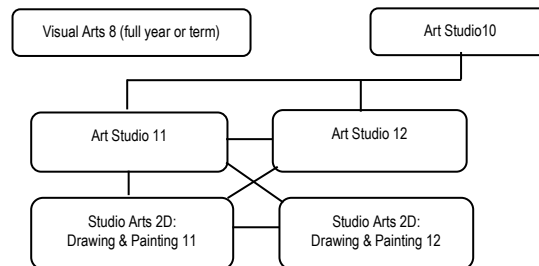 Visual Arts 8 (full year or term)
Art Studio10
Art Studio 11
Art Studio 12
Studio Arts 2D:
Drawing & Painting 11
Studio Arts 2D:
Drawing & Painting 12